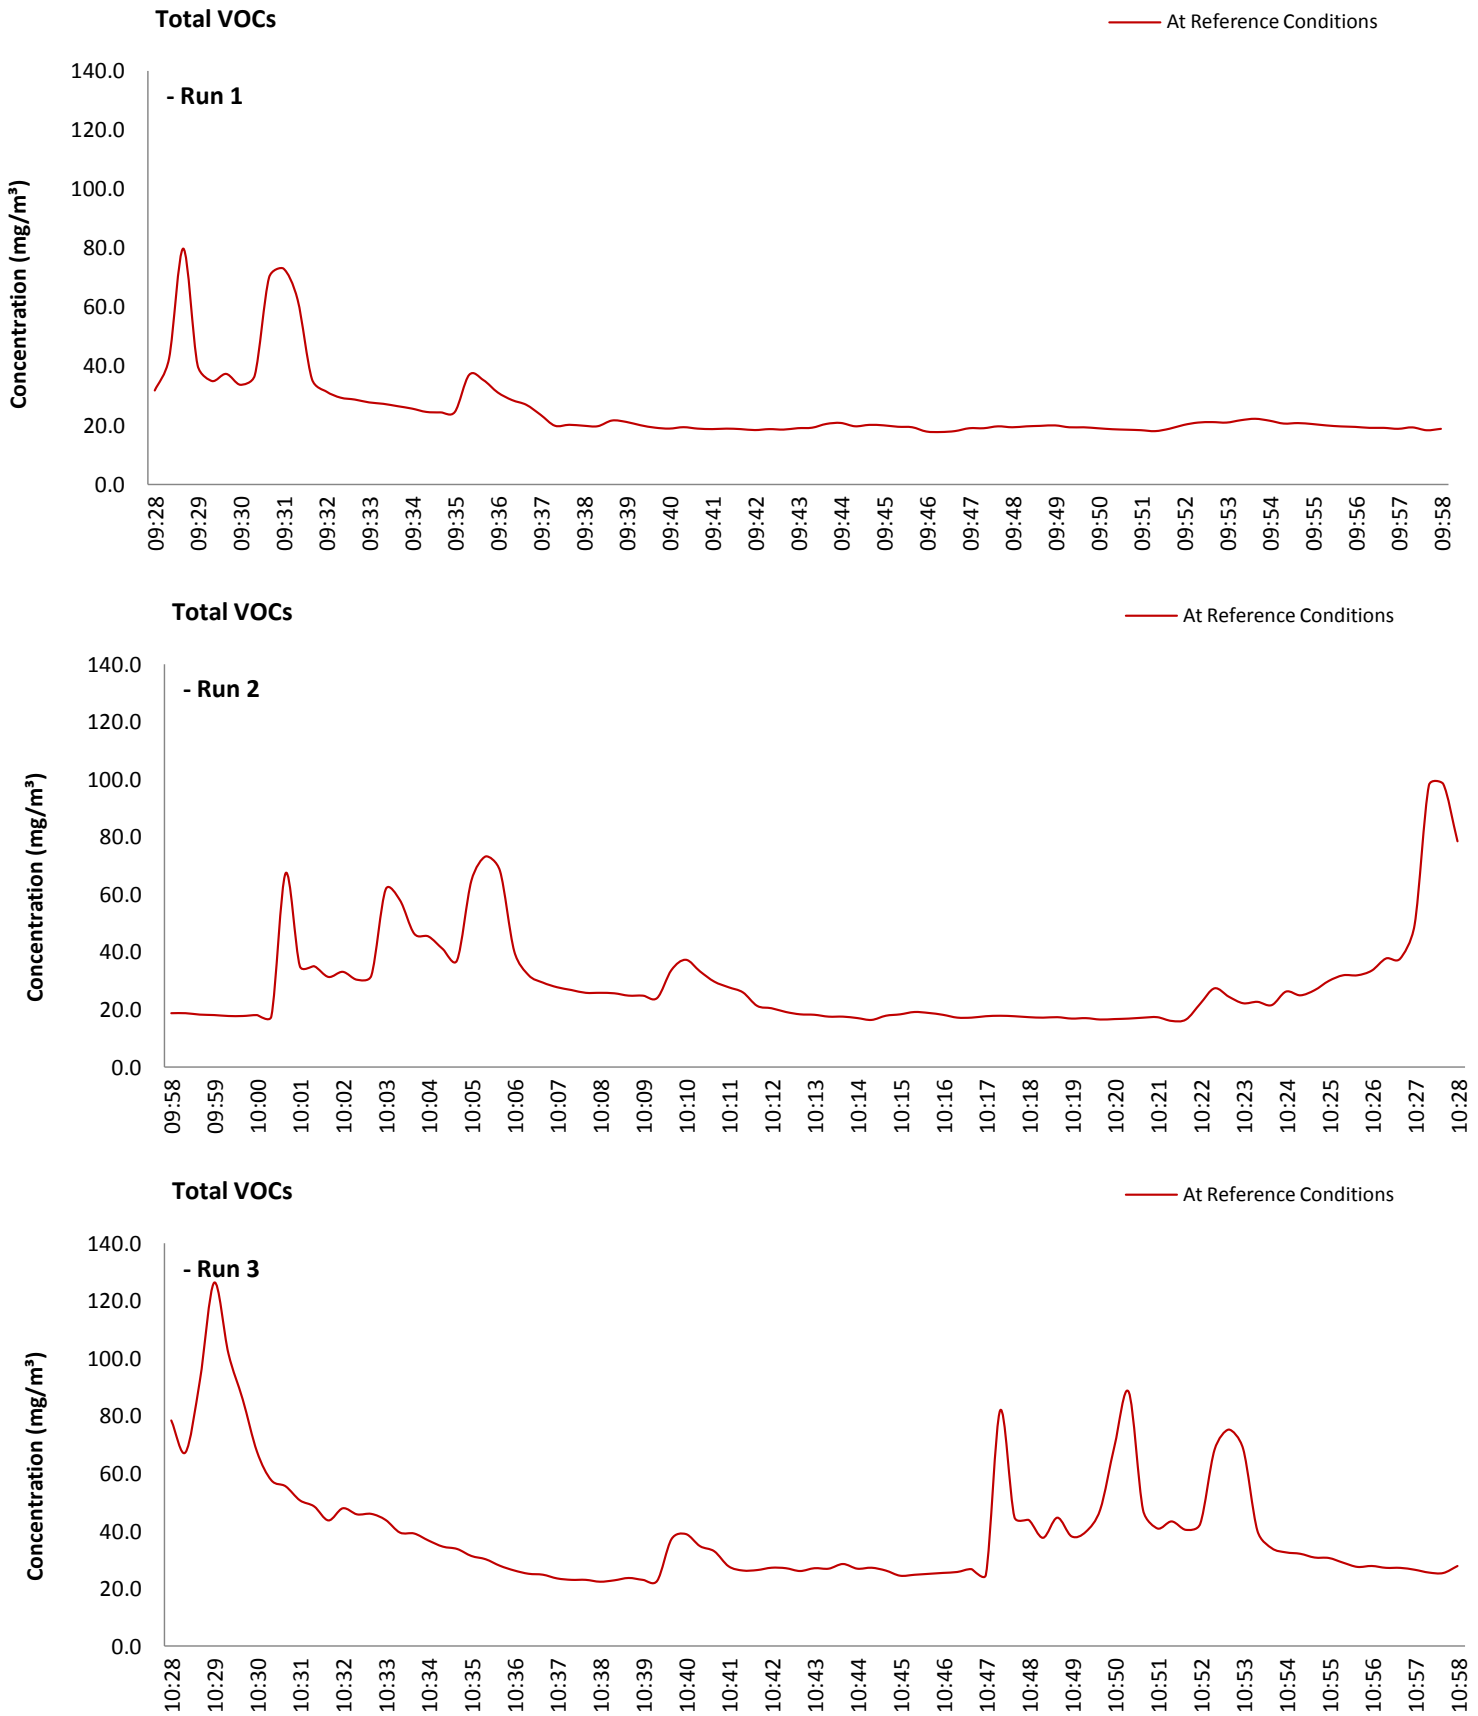 Total VOCs
At Reference Conditions
- Run 1
Concentration (mg/m³)
140.0
120.0
100.0
80.0
60.0
40.0
20.0
0.0
09:28 09:29 09:30 09:31 09:32 09:33 09:34 09:35 09:36 09:37 09:38 09:39 09:40 09:41 09:42 09:43 09:44 09:45 09:46 09:47 09:48 09:49 09:50 09:51 09:52 09:53 09:54 09:55 09:56 09:57 09:58
Total VOCs
At Reference Conditions
- Run 2
Concentration (mg/m³)
140.0
120.0
100.0
80.0
60.0
40.0
20.0
0.0
09:58 09:59 10:00 10:01 10:02 10:03 10:04 10:05 10:06 10:07 10:08 10:09 10:10 10:11 10:12 10:13 10:14 10:15 10:16 10:17 10:18 10:19 10:20 10:21 10:22 10:23 10:24 10:25 10:26 10:27 10:28
Total VOCs
At Reference Conditions
- Run 3
Concentration (mg/m³)
140.0
120.0
100.0
80.0
60.0
40.0
20.0
0.0
10:28 10:29 10:30 10:31 10:32 10:33 10:34 10:35 10:36 10:37 10:38 10:39 10:40 10:41 10:42 10:43 10:44 10:45 10:46 10:47 10:48 10:49 10:50 10:51 10:52 10:53 10:54 10:55 10:56 10:57 10:58